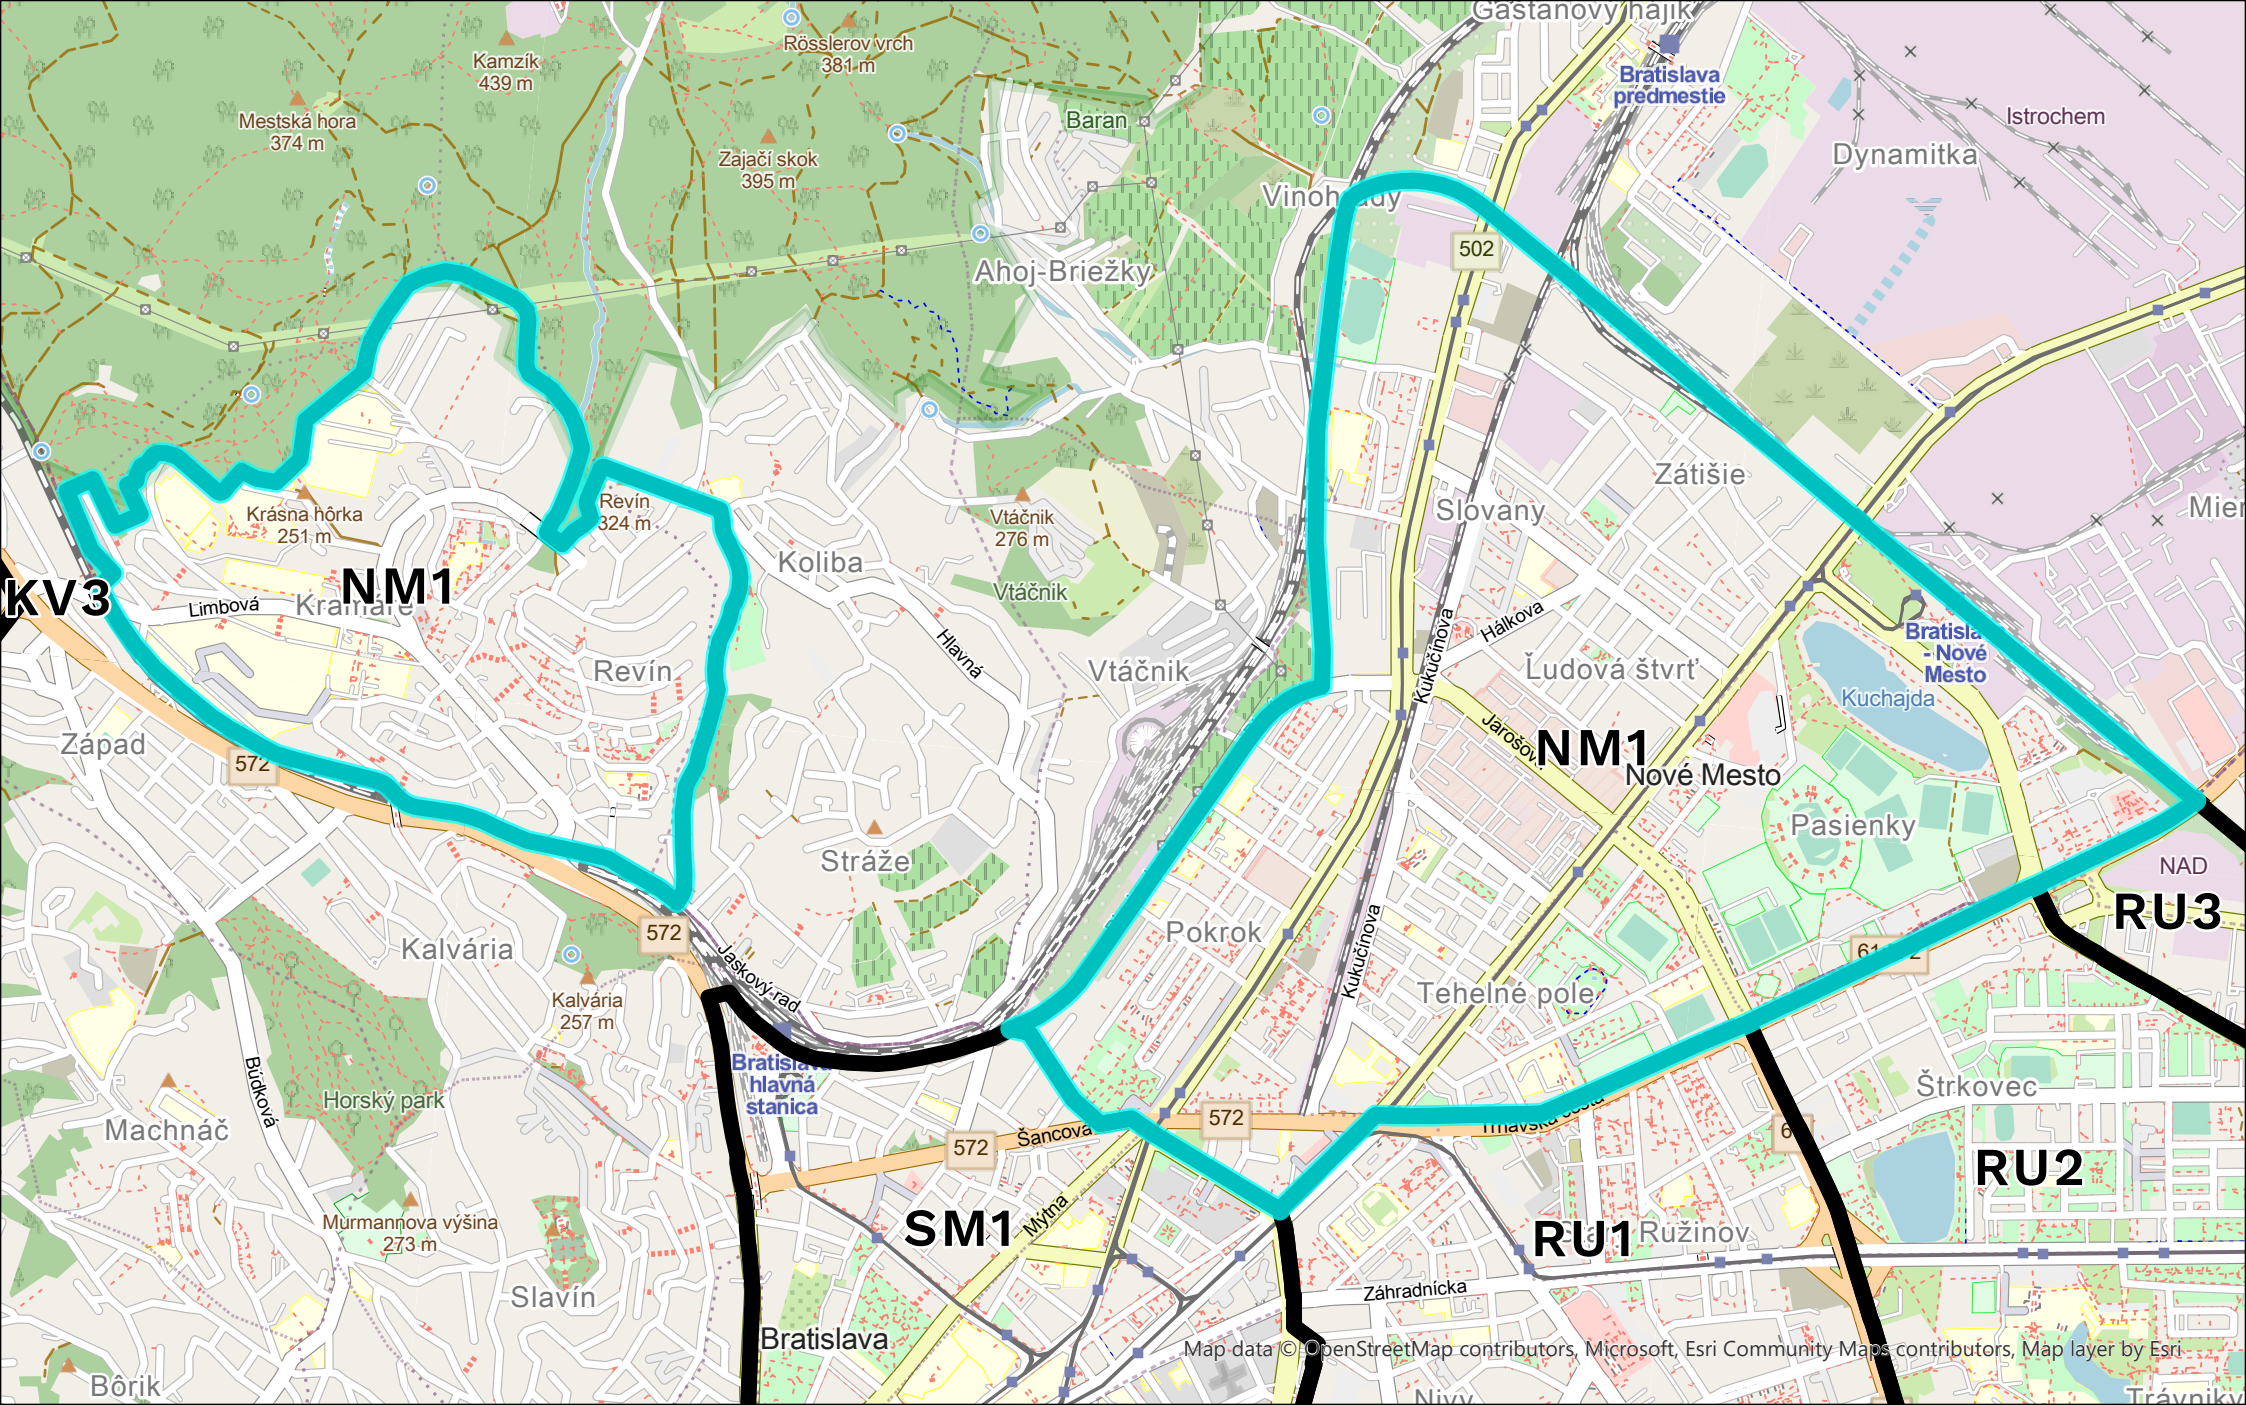 Gaštanový hájik
Kamzík
439 m
Rösslerov vrch
381 m
Bratislava
predmestie
Mestská hora
374 m
Baran
Istrochem
Zajačí skok
395 m
Dynamitka
Vinohrady
502
Ahoj-Briežky
Zátišie
Krásna hôrka
251 m
Revín
324 m
Vtáčnik
276 m
Slovany
Koliba
Vtáčnik
KV3
NM1
Limbová
Kramáre
Hálkova
Kukučínova
Hlavná
Revín
Vtáčnik
Ľudová štvrť
Bratisla
- Nové
Mesto
Kuchajda
Západ
572
Jarošov
NM1
Nové Mesto
Pasienky
Stráže
NAD
RU3
572
Pokrok
Kalvária
Jaskový rad
Kukučínova
Tehelné pole
Kalvária
257 m
Bratislava
hlavná
stanica
Búdková
Horský park
Štrkovec
Machnáč
572
Šancová
572
Trnavská cesta
RU2
Murmannova výšina
273 m
SM1
Mýtna
RU1
Ružinov
Slavín
Záhradnícka
Bratislava
Map data © OpenStreetMap contributors, Microsoft, Esri Community Maps contributors, Map layer by Esri
Bôrik
Nivy
Trávniky